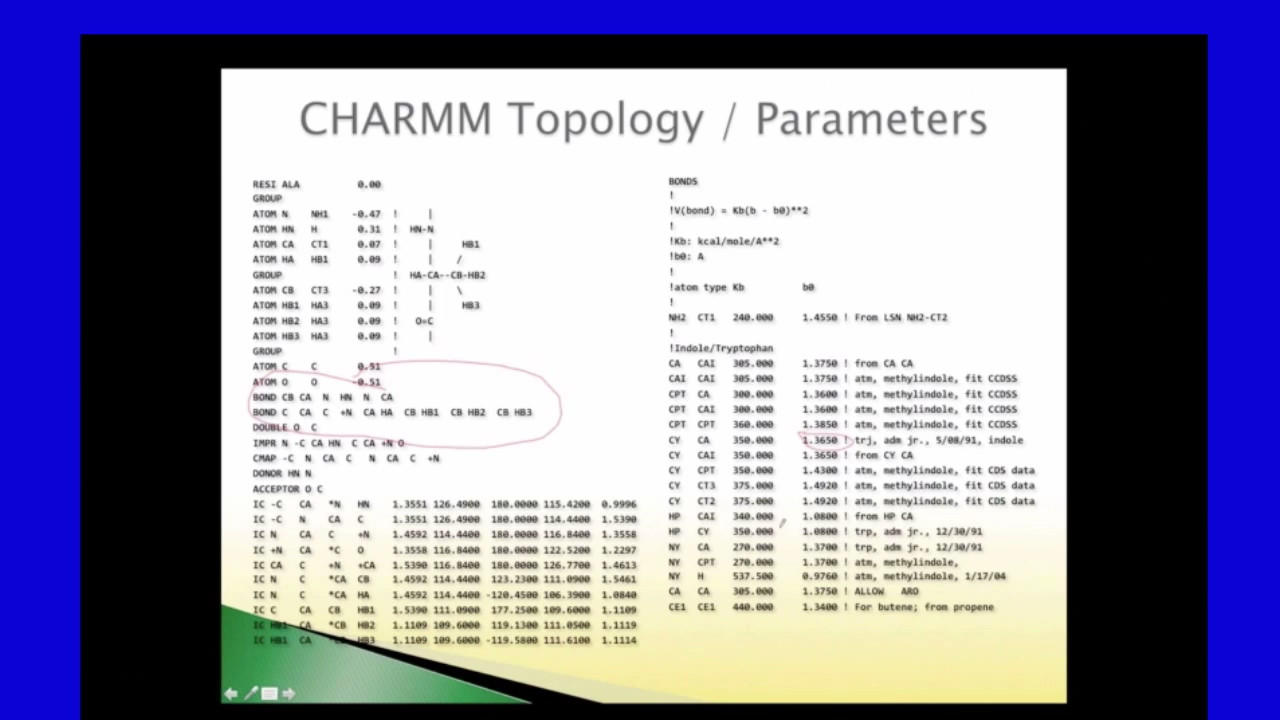 CHARMM Topology / Parameters
RESI ALA 0.00
GROUP
ATOM N NH1 -0.47 ! |
ATOM HN H 0.31 ! HN-N
ATOM CA CT1 0.07 ! | HB1
ATOM HA HB1 0.09 ! | /
GROUP ! HA-CA--CB-HB2
ATOM CB CT3 -0.27 ! | \
ATOM HB1 HA3 0.09 ! | HB3
ATOM HB2 HA3 0.09 ! O=C
ATOM HB3 HA3 0.09 ! |
GROUP !
ATOM C C 0.51
ATOM O O -0.51
BOND CB CA N HN N CA
BOND C CA C +N CA HA CB HB1 CB HB2 CB HB3
DOUBLE O C
IMPR N -C CA HN C CA +N O
CMAP -C N CA C N CA C +N
DONOR HN N
ACCEPTOR O C
IC -C CA *N HN 1.3551 126.4900 180.0000 115.4200 0.9996
IC -C N CA C 1.3551 126.4900 180.0000 114.4400 1.5390
IC N CA C +N 1.4592 114.4400 180.0000 116.8400 1.3558
IC +N CA *C O 1.3558 116.8400 180.0000 122.5200 1.2297
IC CA C +N +CA 1.5390 116.8400 180.0000 126.7700 1.4613
IC N C *CA CB 1.4592 114.4400 123.2300 111.0900 1.5461
IC N C *CA HA 1.4592 114.4400 -120.4500 106.3900 1.0840
IC C CA CB HB1 1.5390 111.0900 177.2500 109.6000 1.1109
IC HB1 CA *CB HB2 1.1109 109.6000 119.1300 111.0500 1.1119
IC HB1 CA HB3 1.1109 109.6000 -119.5800 111.6100 1.1114
BONDS
!
!V(bond) = Kb(b - b0)**2
!
!Kb: kcal/mole/A**2
!b0: A
!
!atom type Kb b0
!
NH2 CT1 240.000 1.4550 ! From LSN NH2-CT2
!
!Indole/Tryptophan
CA CAI 305.000 1.3750 ! from CA CA
CAI CAI 305.000 1.3750 ! atm, methylindole, fit CCDSS
CPT CA 300.000 1.3600 ! atm, methylindole, fit CCDSS
CPT CAI 300.000 1.3600 ! atm, methylindole, fit CCDSS
CPT CPT 360.000 1.3850 ! atm, methylindole, fit CCDSS
CY CA 350.000 1.3650 ! trj, adm jr., 5/08/91, indole
CY CAI 350.000 1.3650 ! from CY CA
CY CPT 350.000 1.4300 ! atm, methylindole, fit CDS data
CY CT3 375.000 1.4920 ! atm, methylindole, fit CDS data
CY CT2 375.000 1.4920 ! atm, methylindole, fit CDS data
HP CAI 340.000 1.0800 ! from HP CA
HP CY 350.000 1.0800 ! trp, adm jr., 12/30/91
NY CA 270.000 1.3700 ! trp, adm jr., 12/30/91
NY CPT 270.000 1.3700 ! atm, methylindole,
NY H 537.500 0.9760 ! atm, methylindole, 1/17/04
CA CA 305.000 1.3750 ! ALLOW ARO
CE1 CE1 440.000 1.3400 ! For butene; from propene